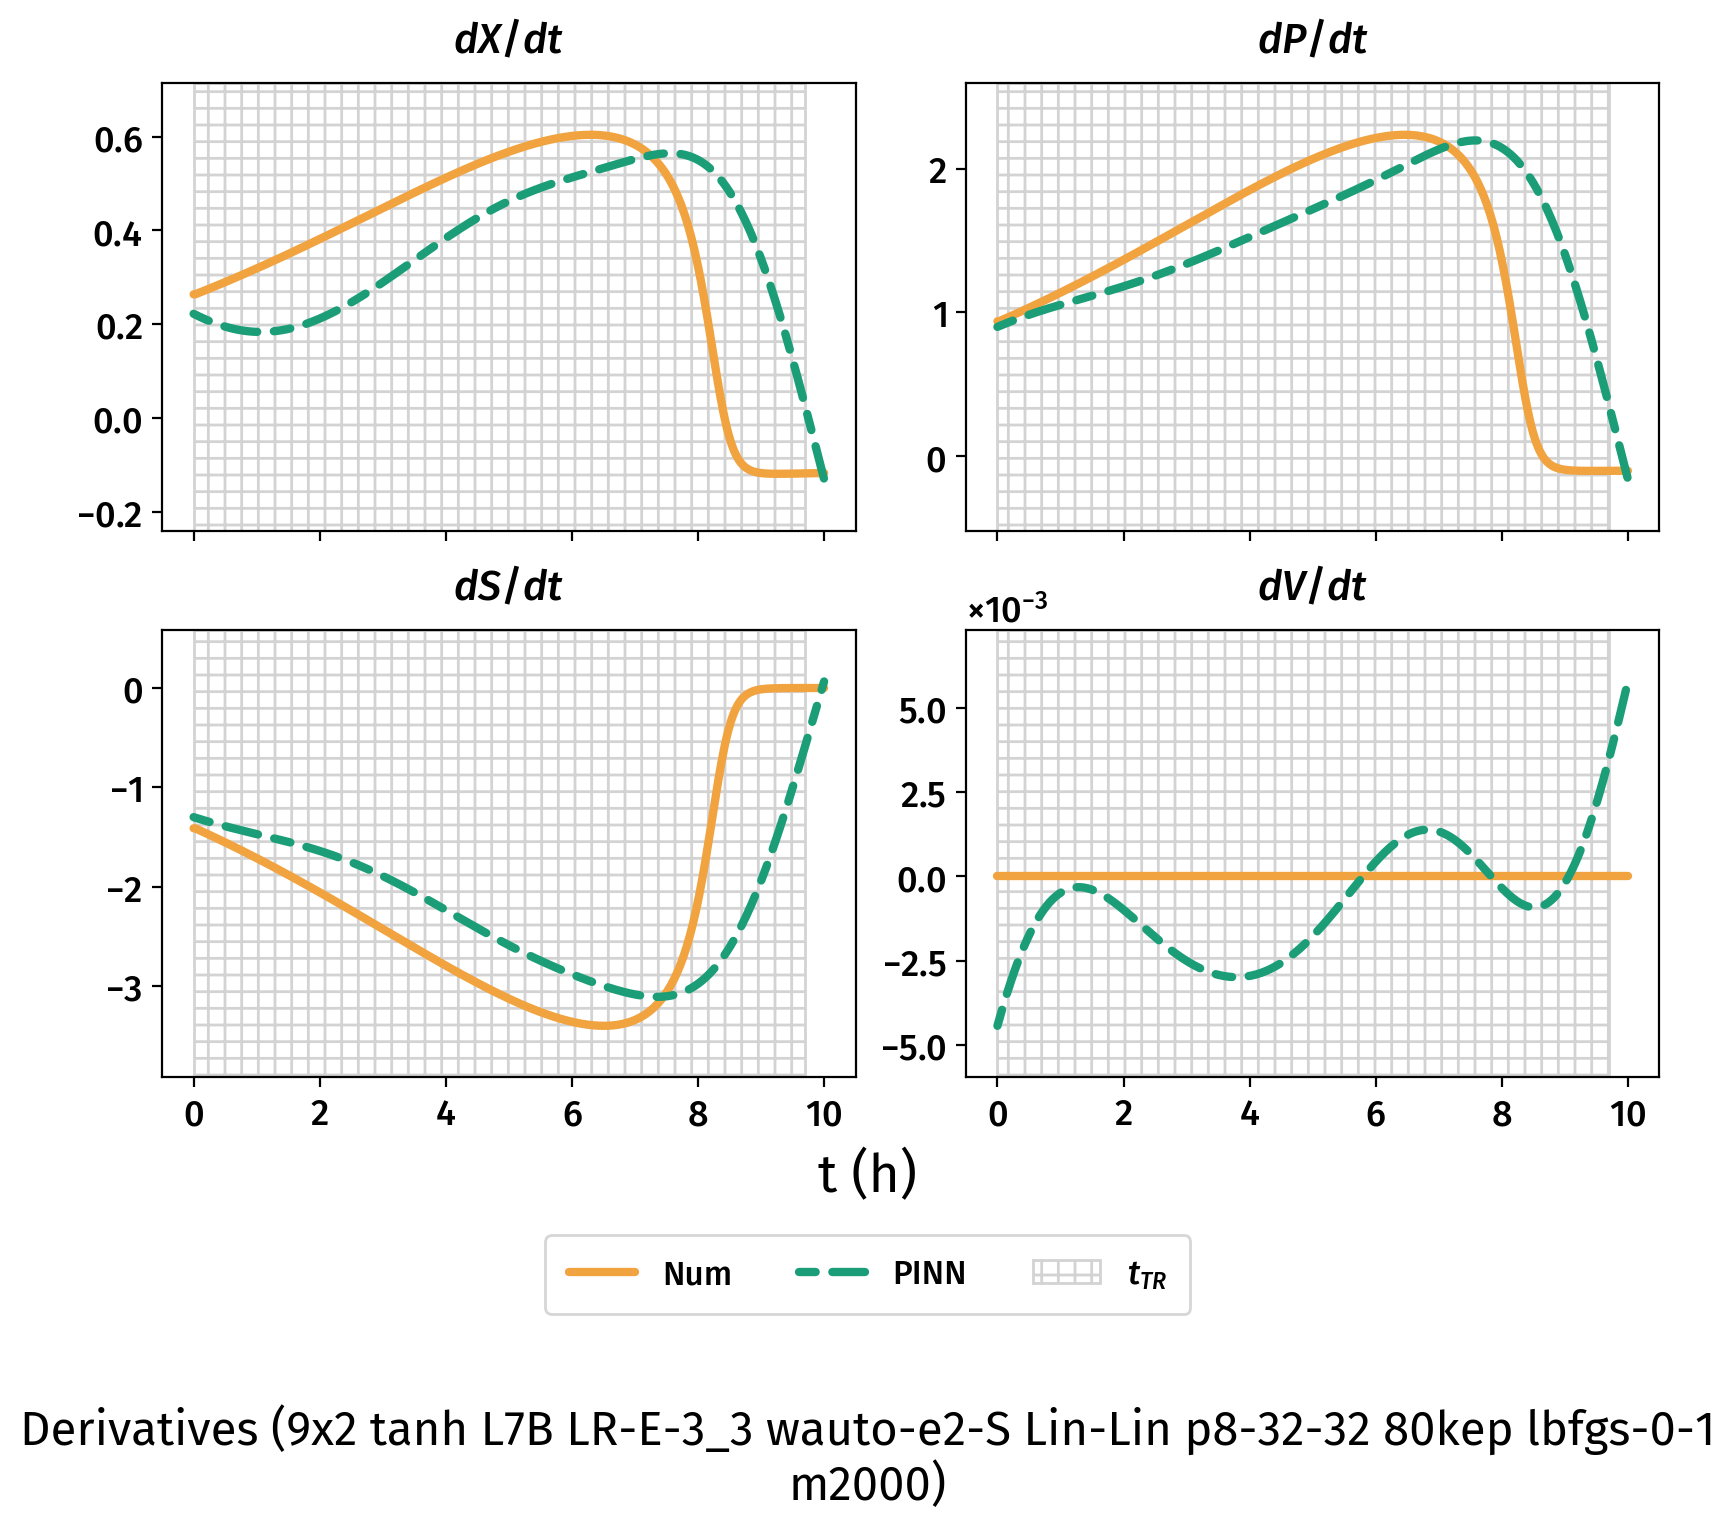 dX/dt
dP/dt
0.6
0.4
0.2
0.0
−0.2
2
1
0
dS/dt
dV/dt
×10⁻³
0
−1
−2
−3
5.0
2.5
0.0
−2.5
−5.0
0 2 4 6 8 10
0 2 4 6 8 10
t (h)
Num PINN t_TR
Derivatives (9x2 tanh L7B LR-E-3_3 wauto-e2-S Lin-Lin p8-32-32 80kep lbfgs-0-1
m2000)